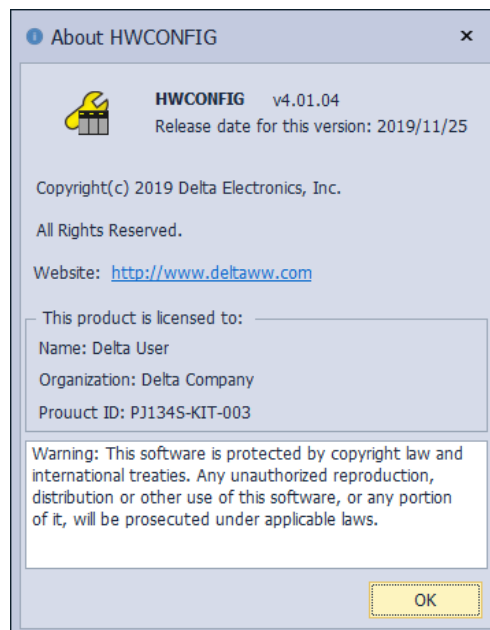 About HWCONFIG
HWCONFIG v4.01.04
Release date for this version: 2019/11/25
Copyright(c) 2019 Delta Electronics, Inc.
All Rights Reserved.
Website: http://www.deltaww.com
This product is licensed to:
Name: Delta User
Organization: Delta Company
Prouuct ID: PJ134S-KIT-003
Warning: This software is protected by copyright law and
international treaties. Any unauthorized reproduction,
distribution or other use of this software, or any portion
of it, will be prosecuted under applicable laws.
OK